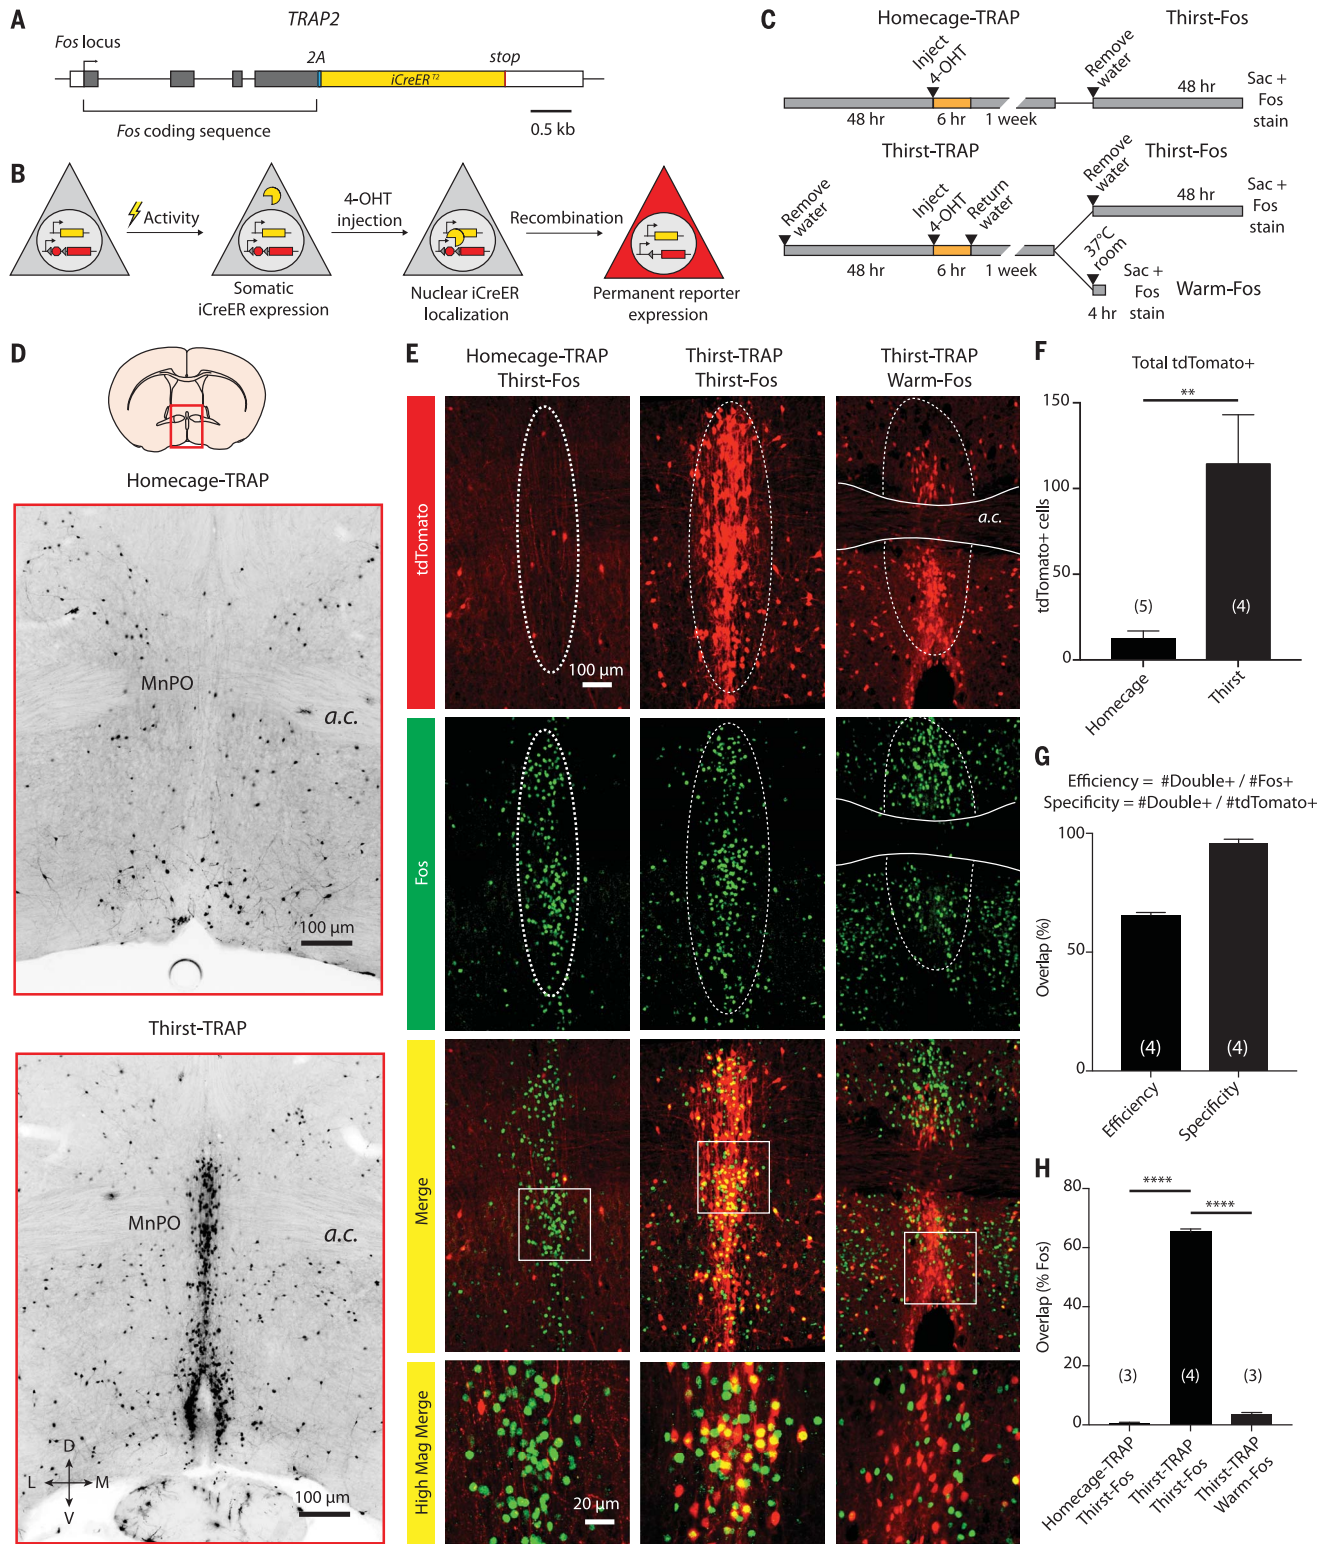 A
TRAP2
Fos locus
2A
stop
iCreER^T2
Fos coding sequence
0.5 kb
B
Activity
4-OHT
injection
Recombination
Somatic
iCreER expression
Nuclear iCreER
localization
Permanent reporter
expression
C
Homecage-TRAP
Thirst-Fos
Inject
4-OHT
Remove
water
48 hr
6 hr
1 week
48 hr
Sac +
Fos
stain
Thirst-TRAP
Thirst-Fos
Remove
water
Inject
4-OHT
Return
water
Remove
water
48 hr
6 hr
1 week
48 hr
Sac +
Fos
stain
37°C
room
4 hr
Sac +
Fos
stain
Warm-Fos
D
Homecage-TRAP
MnPO
a.c.
100 µm
Thirst-TRAP
MnPO
a.c.
D
L
M
V
100 µm
E
Homecage-TRAP
Thirst-Fos
Thirst-TRAP
Thirst-Fos
Thirst-TRAP
Warm-Fos
tdTomato
100 µm
a.c.
Fos
Merge
High Mag Merge
20 µm
F
Total tdTomato+
**
tdTomato+ cells
150
100
50
0
(5)
(4)
Homecage
Thirst
G
Efficiency = #Double+ / #Fos+
Specificity = #Double+ / #tdTomato+
Overlap (%)
100
50
0
(4)
(4)
Efficiency
Specificity
H
****
****
Overlap (% Fos)
80
60
40
20
0
(3)
(4)
(3)
Homecage-TRAP
Thirst-Fos
Thirst-TRAP
Thirst-Fos
Thirst-TRAP
Warm-Fos